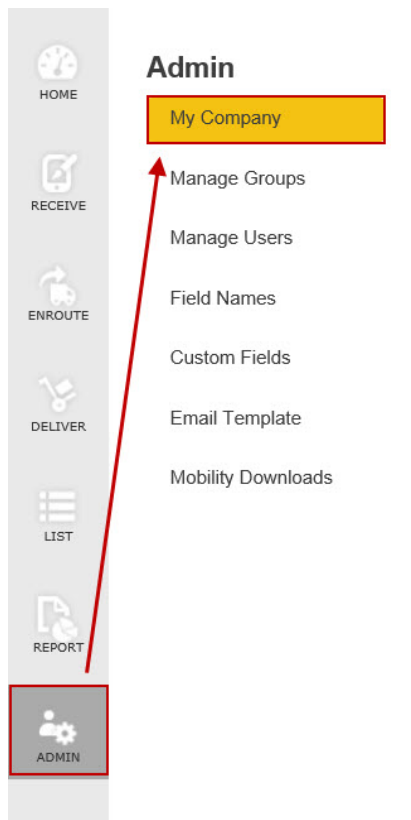 HOME
RECEIVE
ENROUTE
DELIVER
LIST
REPORT
ADMIN
Admin
My Company
Manage Groups
Manage Users
Field Names
Custom Fields
Email Template
Mobility Downloads